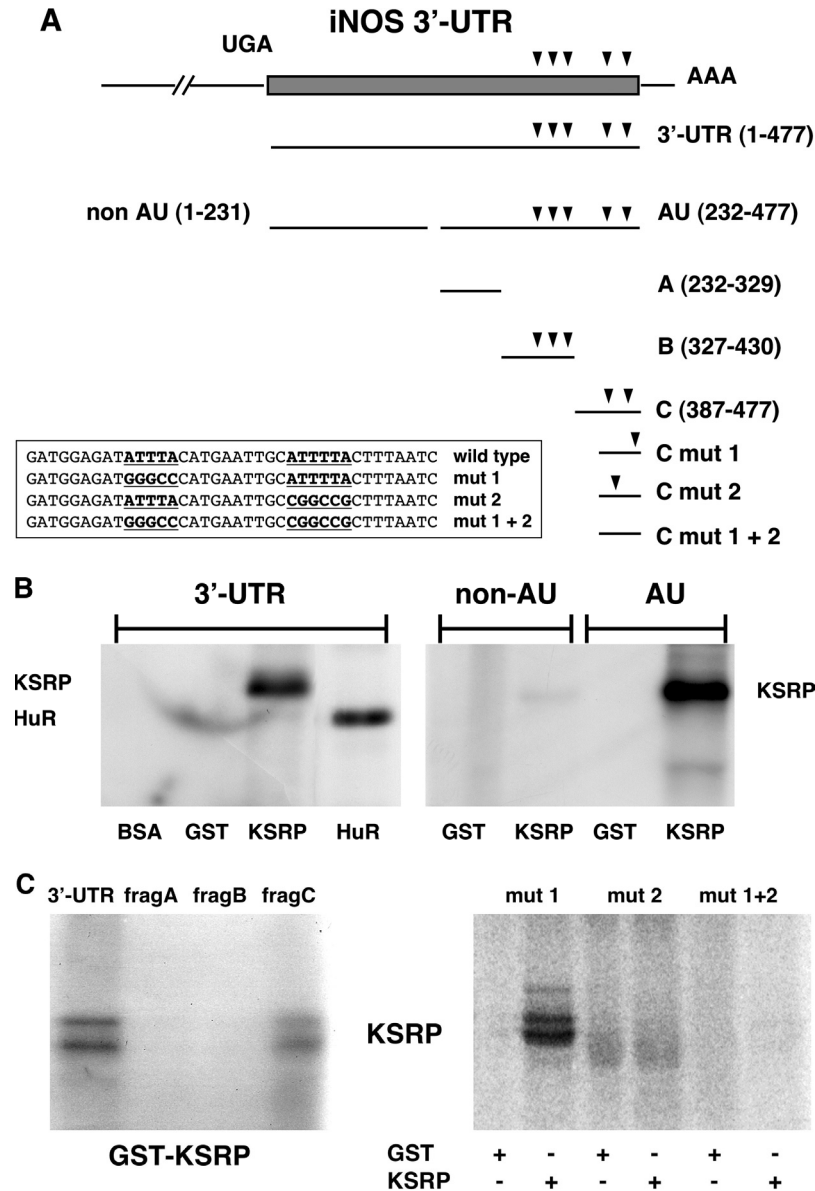 A
iNOS 3’-UTR
UGA
AAA
3’-UTR (1-477)
non AU (1-231)
AU (232-477)
A (232-329)
B (327-430)
C (387-477)
C mut 1
C mut 2
C mut 1 + 2
GATGGAGATATTTACATGAATTGCATTTTACTTTAATC wild type
GATGGAGATGGGCCCATGAATTGCATTTTACTTTAATC mut 1
GATGGAGATATTTACATGAATTGCCGGCCGCTTTAATC mut 2
GATGGAGATGGGCCCATGAATTGCCGGCCGCTTTAATC mut 1 + 2
B
3’-UTR
non-AU
AU
KSRP
HuR
KSRP
BSA GST KSRP HuR
GST KSRP GST KSRP
C
3’-UTR fragA fragB fragC
mut 1 mut 2 mut 1+2
KSRP
GST-KSRP
GST + - + - + -
KSRP - + - + - +